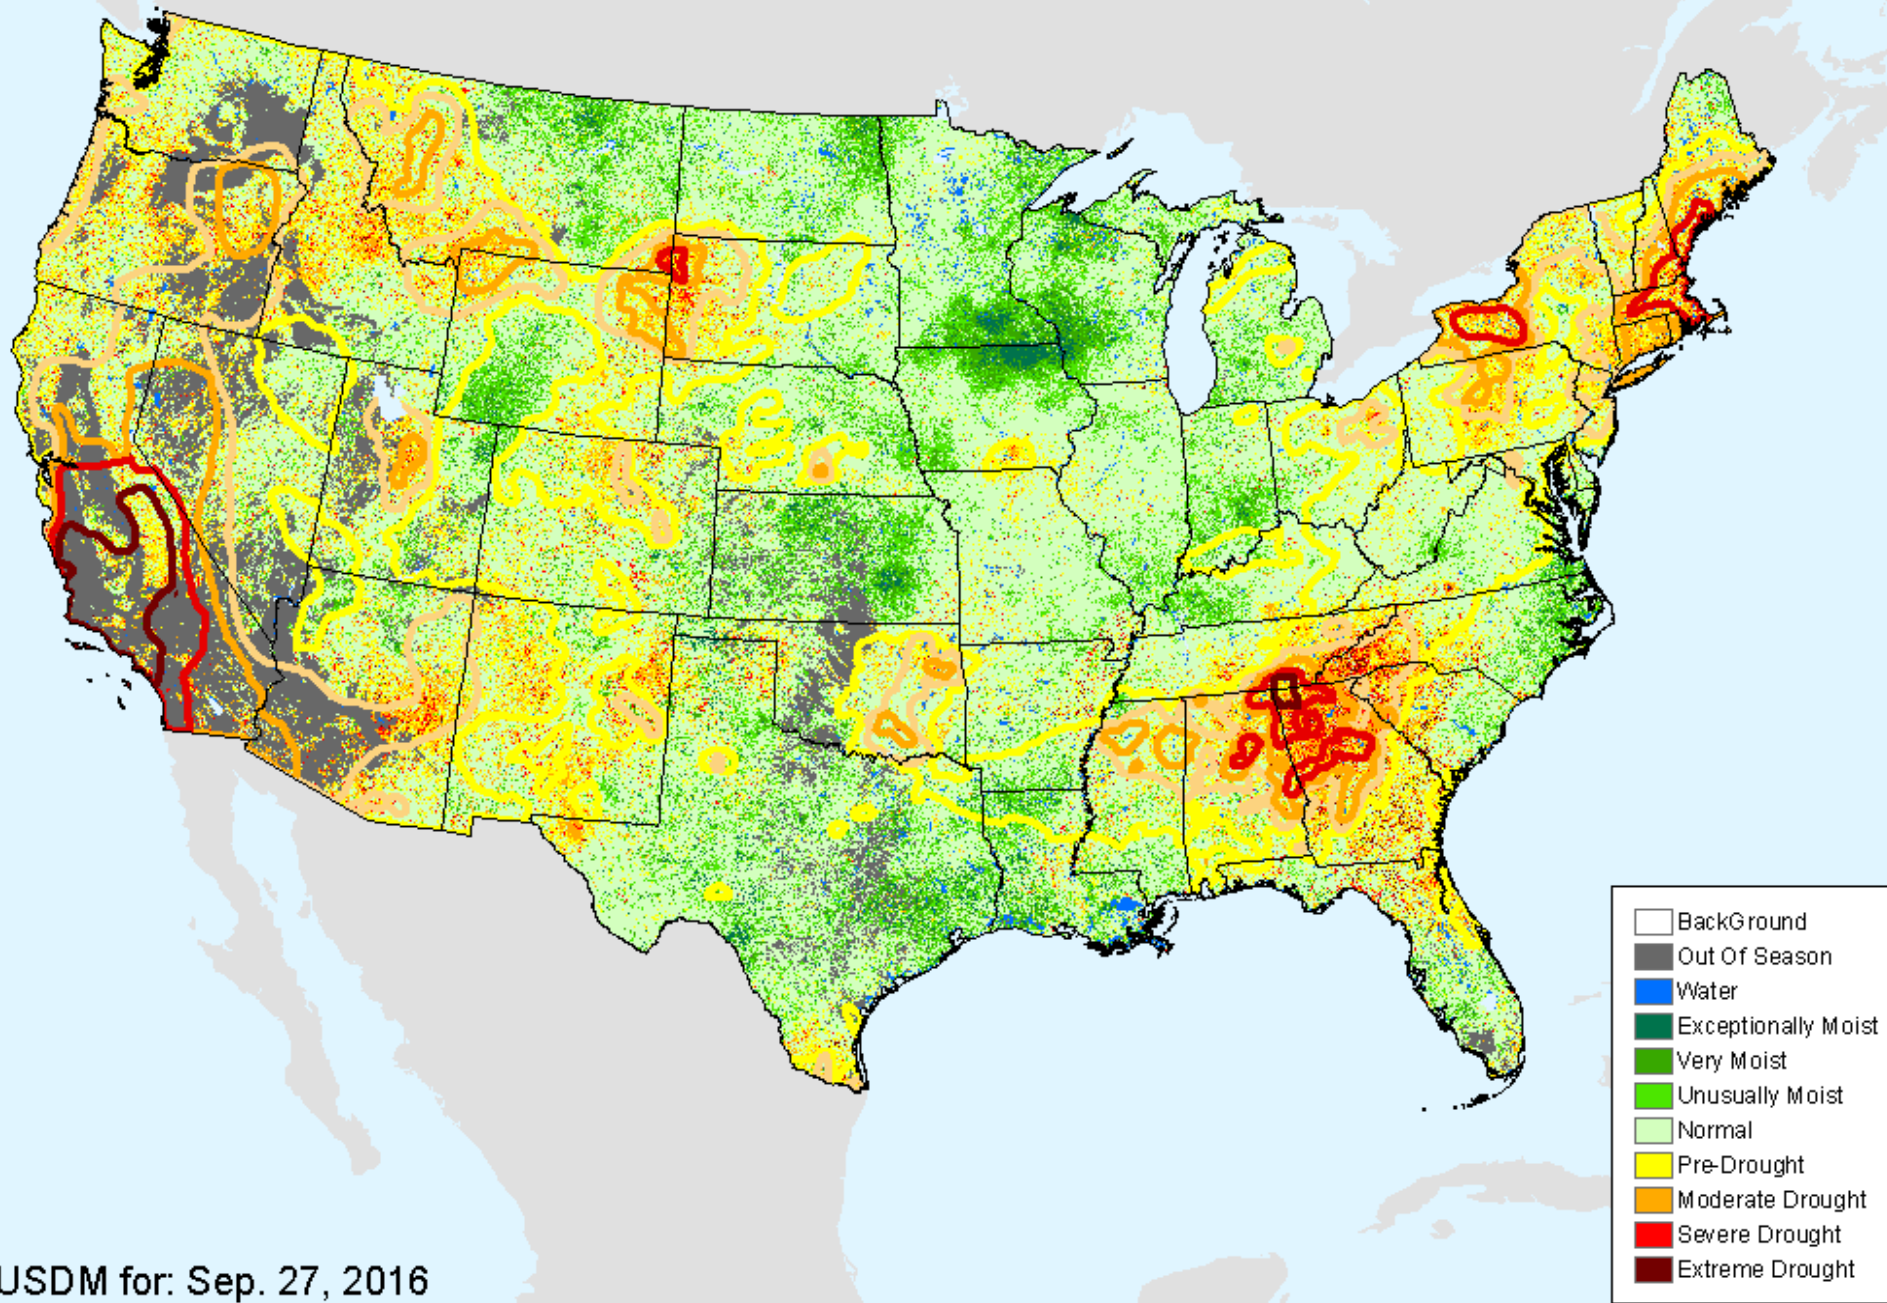 BackGround
Out Of Season
Water
Exceptionally Moist
Very Moist
Unusually Moist
Normal
Pre-Drought
Moderate Drought
Severe Drought
Extreme Drought
USDM for: Sep. 27, 2016